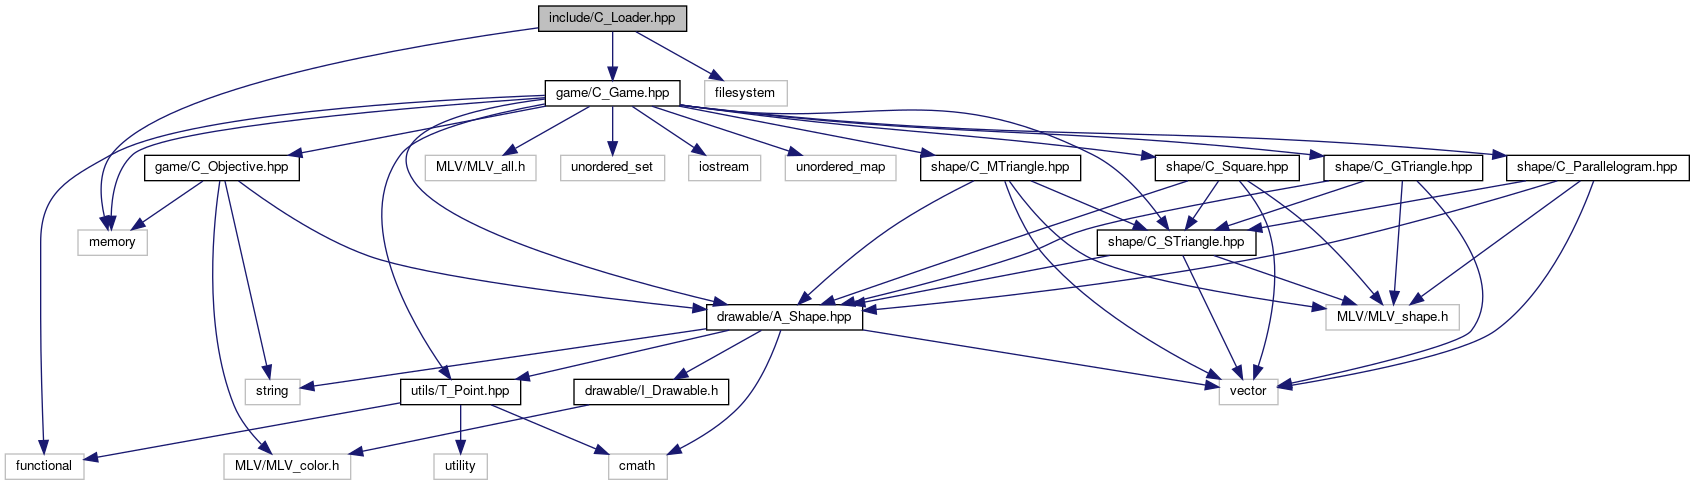 include/C_Loader.hpp
game/C_Game.hpp
filesystem
game/C_Objective.hpp
MLV/MLV_all.h
unordered_set
iostream
unordered_map
shape/C_MTriangle.hpp
shape/C_Square.hpp
shape/C_GTriangle.hpp
shape/C_Parallelogram.hpp
memory
shape/C_STriangle.hpp
drawable/A_Shape.hpp
MLV/MLV_shape.h
string
utils/T_Point.hpp
drawable/I_Drawable.h
vector
functional
MLV/MLV_color.h
utility
cmath